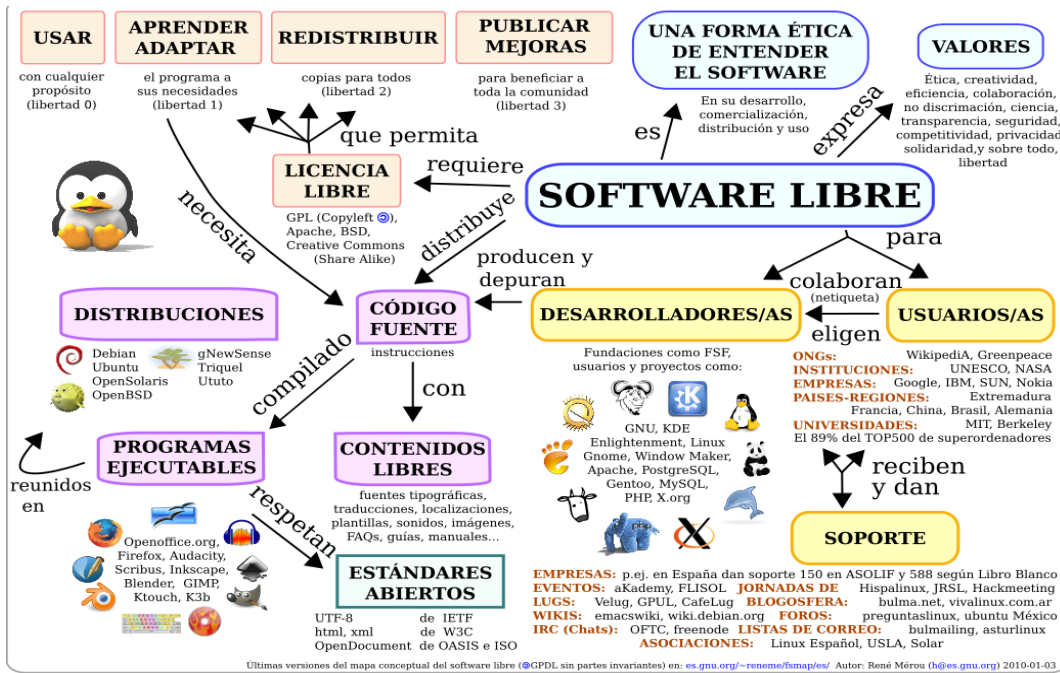 USAR
con cualquier
propósito
(libertad 0)
APRENDER
ADAPTAR
el programa a
sus necesidades
(libertad 1)
REDISTRIBUIR
copias para todos
(libertad 2)
PUBLICAR
MEJORAS
para beneficiar a
toda la comunidad
(libertad 3)
UNA FORMA ÉTICA
DE ENTENDER
EL SOFTWARE
En su desarrollo,
comercialización,
distribución y uso
VALORES
Ética, creatividad,
eficiencia, colaboración,
no discrimación, ciencia,
transparencia, seguridad,
competitividad, privacidad
solidaridad,y sobre todo,
libertad
que permita
es
expresa
LICENCIA
LIBRE
GPL (Copyleft),
Apache, BSD,
Creative Commons
(Share Alike)
requiere
SOFTWARE LIBRE
necesita
distribuye
para
producen y
depuran
colaboran
(netiqueta)
eligen
DISTRIBUCIONES
Debian
Ubuntu
OpenSolaris
OpenBSD
gNewSense
Triquel
Ututo
CÓDIGO
FUENTE
instrucciones
DESARROLLADORES/AS
Fundaciones como FSF,
usuarios y proyectos como:
GNU, KDE
Enlightenment, Linux
Gnome, Window Maker,
Apache, PostgreSQL,
Gentoo, MySQL,
PHP, X.org
php
USUARIOS/AS
ONGs: WikipediA, Greenpeace
INSTITUCIONES: UNESCO, NASA
EMPRESAS: Google, IBM, SUN, Nokia
PAISES-REGIONES: Extremadura
Francia, China, Brasil, Alemania
UNIVERSIDADES: MIT, Berkeley
El 89% del TOP500 de superordenadores
compilado
con
reciben
y dan
PROGRAMAS
EJECUTABLES
reunidos
en
Openoffice.org,
Firefox, Audacity,
Scribus, Inkscape,
Blender, GIMP,
Ktouch, K3b
respetan
CONTENIDOS
LIBRES
fuentes tipográficas,
traducciones, localizaciones,
plantillas, sonidos, imágenes,
FAQs, guías, manuales...
ESTÁNDARES
ABIERTOS
UTF-8 de IETF
html, xml de W3C
OpenDocument de OASIS e ISO
SOPORTE
EMPRESAS: p.ej. en España dan soporte 150 en ASOLIF y 588 según Libro Blanco
EVENTOS: aKademy, FLISOL JORNADAS DE Hispalinux, JRSL, Hackmeeting
LUGS: Velug, GPUL, CafeLug BLOGOSFERA: bulma.net, vivalinux.com.ar
WIKIS: emacswiki, wiki.debian.org FOROS: preguntaslinux, ubuntu México
IRC (Chats): OFTC, freenode LISTAS DE CORREO: bulmailing, asturlinux
ASOCIACIONES: Linux Español, USLA, Solar
Últimas versiones del mapa conceptual del software libre (GPDL sin partes invariantes) en: es.gnu.org/~reneme/fsmap/es/ Autor: René Mérou (h@es.gnu.org) 2010-01-03